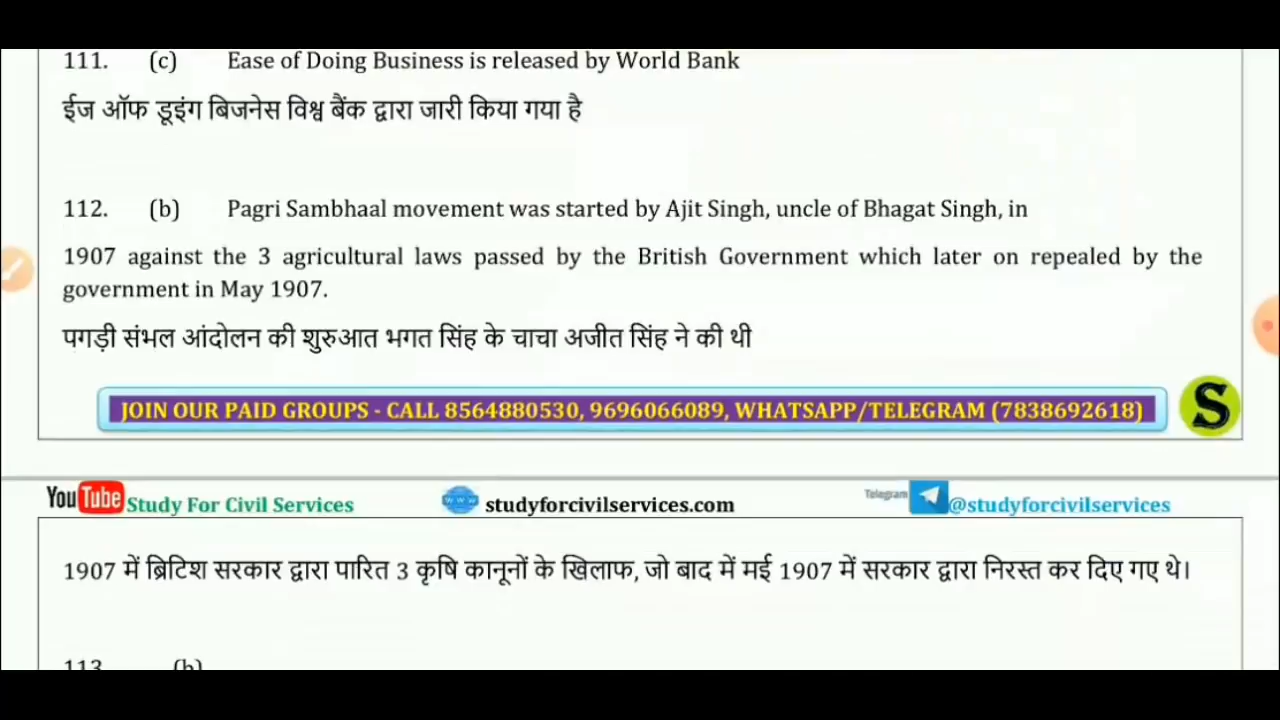 111. (c) Ease of Doing Business is released by World Bank
ईज ऑफ डूइंग बिजनेस विश्व बैंक द्वारा जारी किया गया है
112. (b) Pagri Sambhaal movement was started by Ajit Singh, uncle of Bhagat Singh, in
1907 against the 3 agricultural laws passed by the British Government which later on repealed by the
government in May 1907.
पगड़ी संभल आंदोलन की शुरुआत भगत सिंह के चाचा अजीत सिंह ने की थी
JOIN OUR PAID GROUPS - CALL 8564880530, 9696066089, WHATSAPP/TELEGRAM (7838692618)
S
YouTube Study For Civil Services www studyforcivilservices.com Telegram @studyforcivilservices
1907 में ब्रिटिश सरकार द्वारा पारित 3 कृषि कानूनों के खिलाफ, जो बाद में मई 1907 में सरकार द्वारा निरस्त कर दिए गए थे।
113. (b)